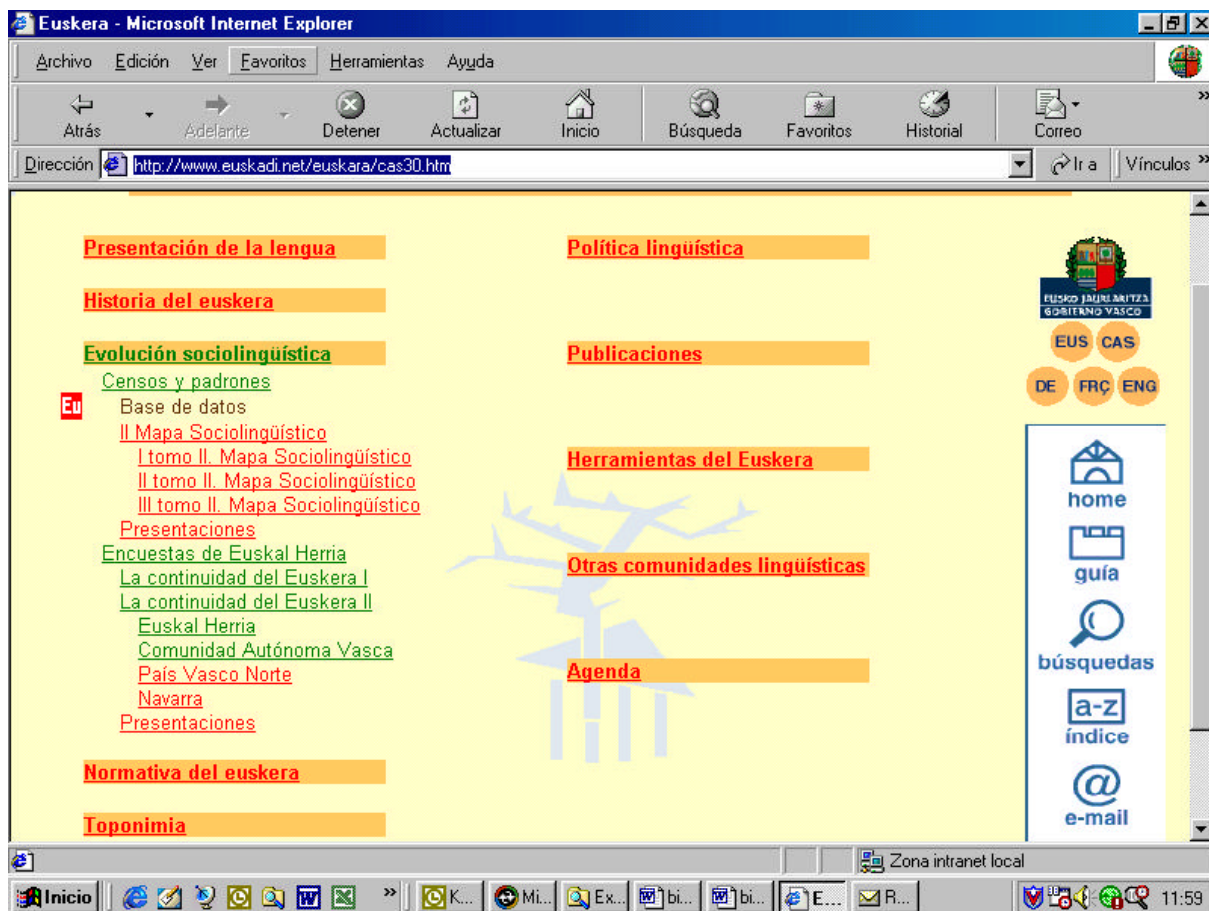 Euskera - Microsoft Internet Explorer
Archivo Edición Ver Favoritos Herramientas Ayuda
Atrás Adelante Detener Actualizar Inicio Búsqueda Favoritos Historial Correo »
Dirección http://www.euskadi.net/euskara/cas30.htm Ir a Vínculos »
Presentación de la lengua
Historia del euskera
Evolución sociolingüística
Censos y padrones
Eu Base de datos
II Mapa Sociolingüístico
I tomo II. Mapa Sociolingüístico
II tomo II. Mapa Sociolingüístico
III tomo II. Mapa Sociolingüístico
Presentaciones
Encuestas de Euskal Herria
La continuidad del Euskera I
La continuidad del Euskera II
Euskal Herria
Comunidad Autónoma Vasca
País Vasco Norte
Navarra
Presentaciones
Normativa del euskera
Toponimia
Política lingüística
Publicaciones
Herramientas del Euskera
Otras comunidades lingüísticas
Agenda
EUSKO JAURLARITZA
GOBIERNO VASCO
EUS CAS
DE FRÇ ENG
home
guía
búsquedas
a-z
índice
@
e-mail
Zona intranet local
Inicio » K... Mi... Ex... bi... bi... E... R... 11:59